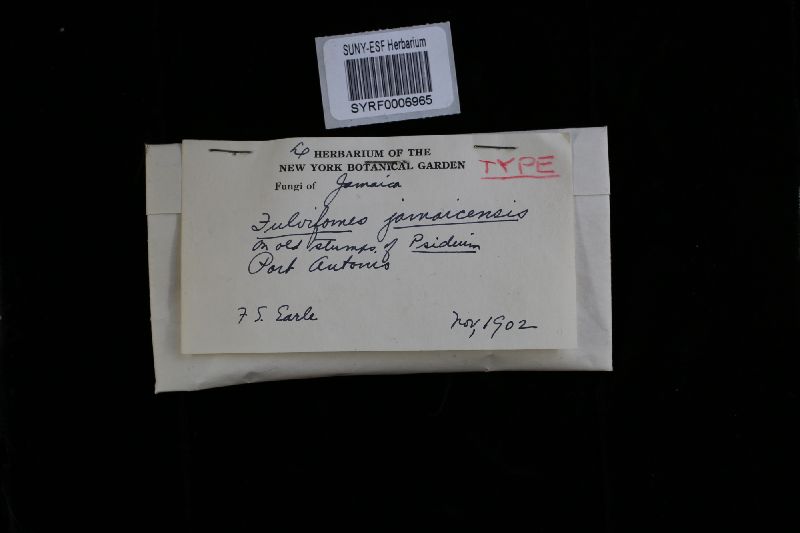 SUNY-ESF Herbarium
SYRF0006965
HERBARIUM OF THE
NEW YORK BOTANICAL GARDEN
TYPE
Fungi of Jamaica
Fulvifomes jamaicensis
on old stumps of Psidium
Port Antonio
F S. Earle
Nov, 1902